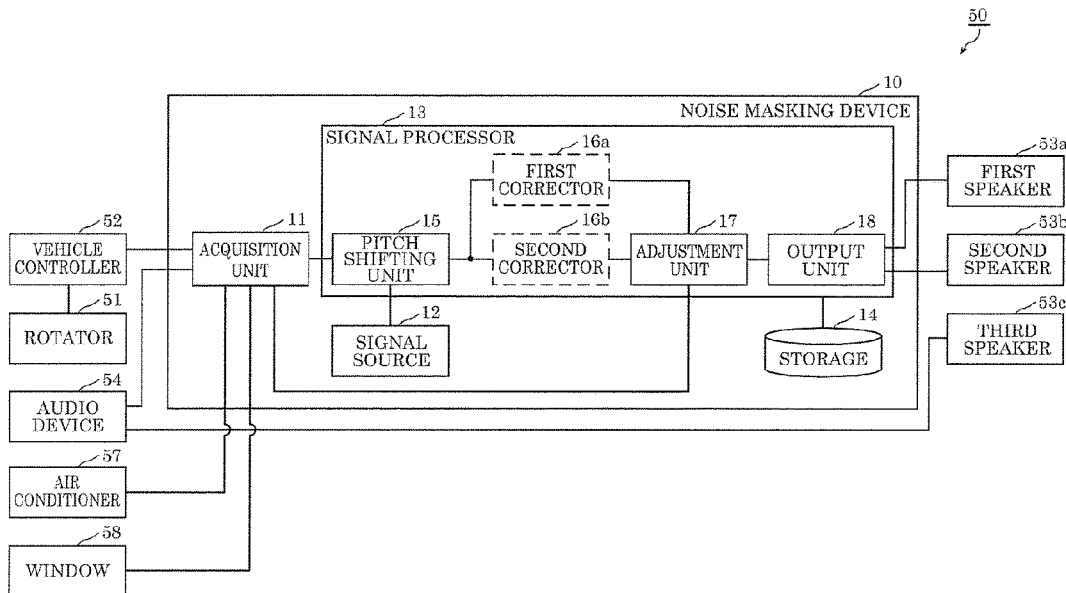 50
10
NOISE MASKING DEVICE
13
SIGNAL PROCESSOR
16a
FIRST
CORRECTOR
53a
FIRST
SPEAKER
52
VEHICLE
CONTROLLER
11
ACQUISITION
UNIT
15
PITCH
SHIFTING
UNIT
16b
SECOND
CORRECTOR
17
ADJUSTMENT
UNIT
18
OUTPUT
UNIT
53b
SECOND
SPEAKER
51
ROTATOR
12
SIGNAL
SOURCE
14
STORAGE
53c
THIRD
SPEAKER
54
AUDIO
DEVICE
57
AIR
CONDITIONER
58
WINDOW